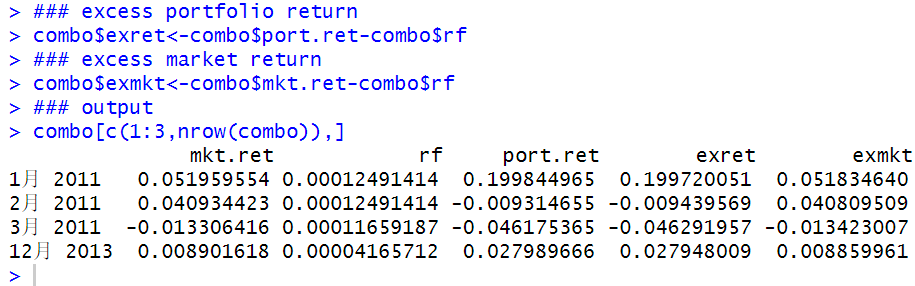 > ### excess portfolio return
> combo$exret<-combo$port.ret-combo$rf
> ### excess market return
> combo$exmkt<-combo$mkt.ret-combo$rf
> ### output
> combo[c(1:3,nrow(combo)),]
mkt.ret rf port.ret exret exmkt
1月 2011 0.051959554 0.00012491414 0.199844965 0.199720051 0.051834640
2月 2011 0.040934423 0.00012491414 -0.009314655 -0.009439569 0.040809509
3月 2011 -0.013306416 0.00011659187 -0.046175365 -0.046291957 -0.013423007
12月 2013 0.008901618 0.00004165712 0.027989666 0.027948009 0.008859961
>